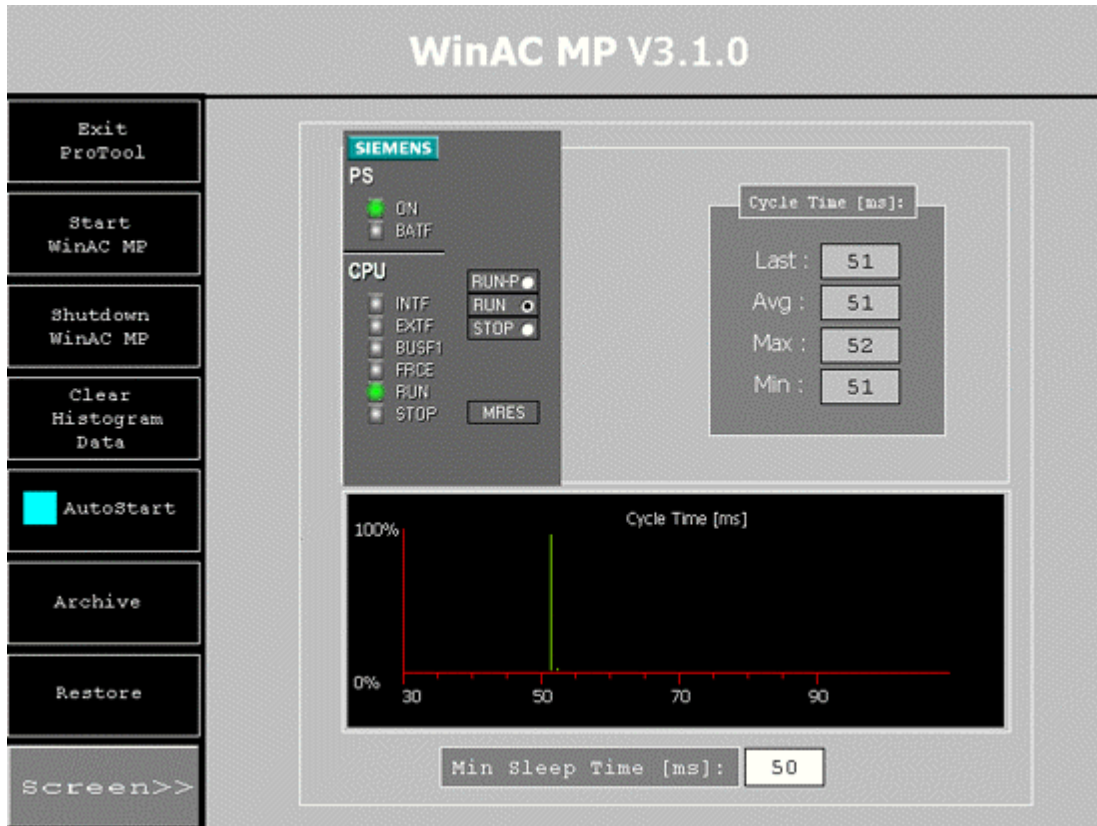 WinAC MP V3.1.0
Exit
ProTool
Start
WinAC MP
Shutdown
WinAC MP
Clear
Histogram
Data
AutoStart
Archive
Restore
Screen>>
SIEMENS
PS
ON
BATF
CPU
INTF
EXTF
BUSF1
FRCE
RUN
STOP
RUN-P
RUN
STOP
MRES
Cycle Time [ms]:
Last : 51
Avg : 51
Max : 52
Min : 51
Cycle Time [ms]
100%
0%
30 50 70 90
Min Sleep Time [ms]: 50